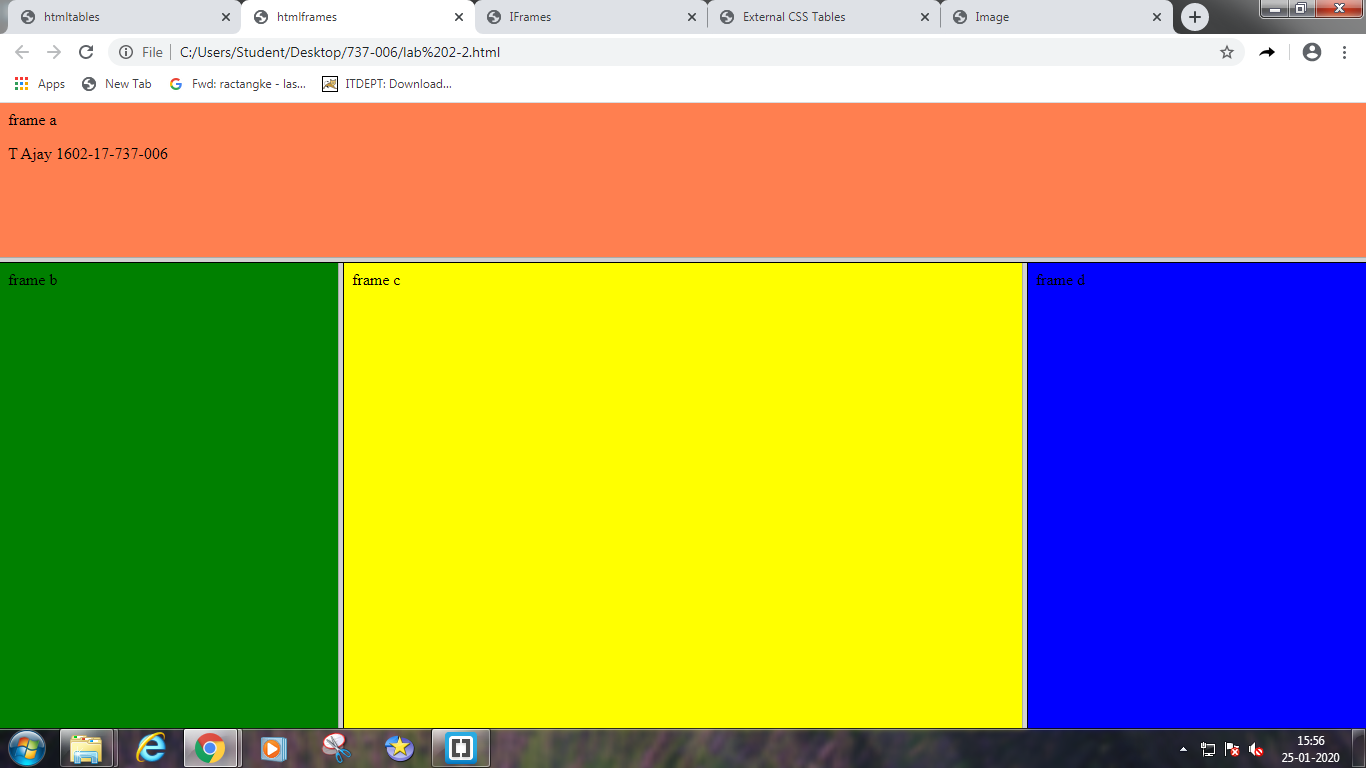 htmltables
htmlframes
IFrames
External CSS Tables
Image
File
C:/Users/Student/Desktop/737-006/lab%202-2.html
Apps
New Tab
Fwd: ractangke - las...
ITDEPT: Download...
frame a
T Ajay 1602-17-737-006
frame b
frame c
frame d
15:56
25-01-2020